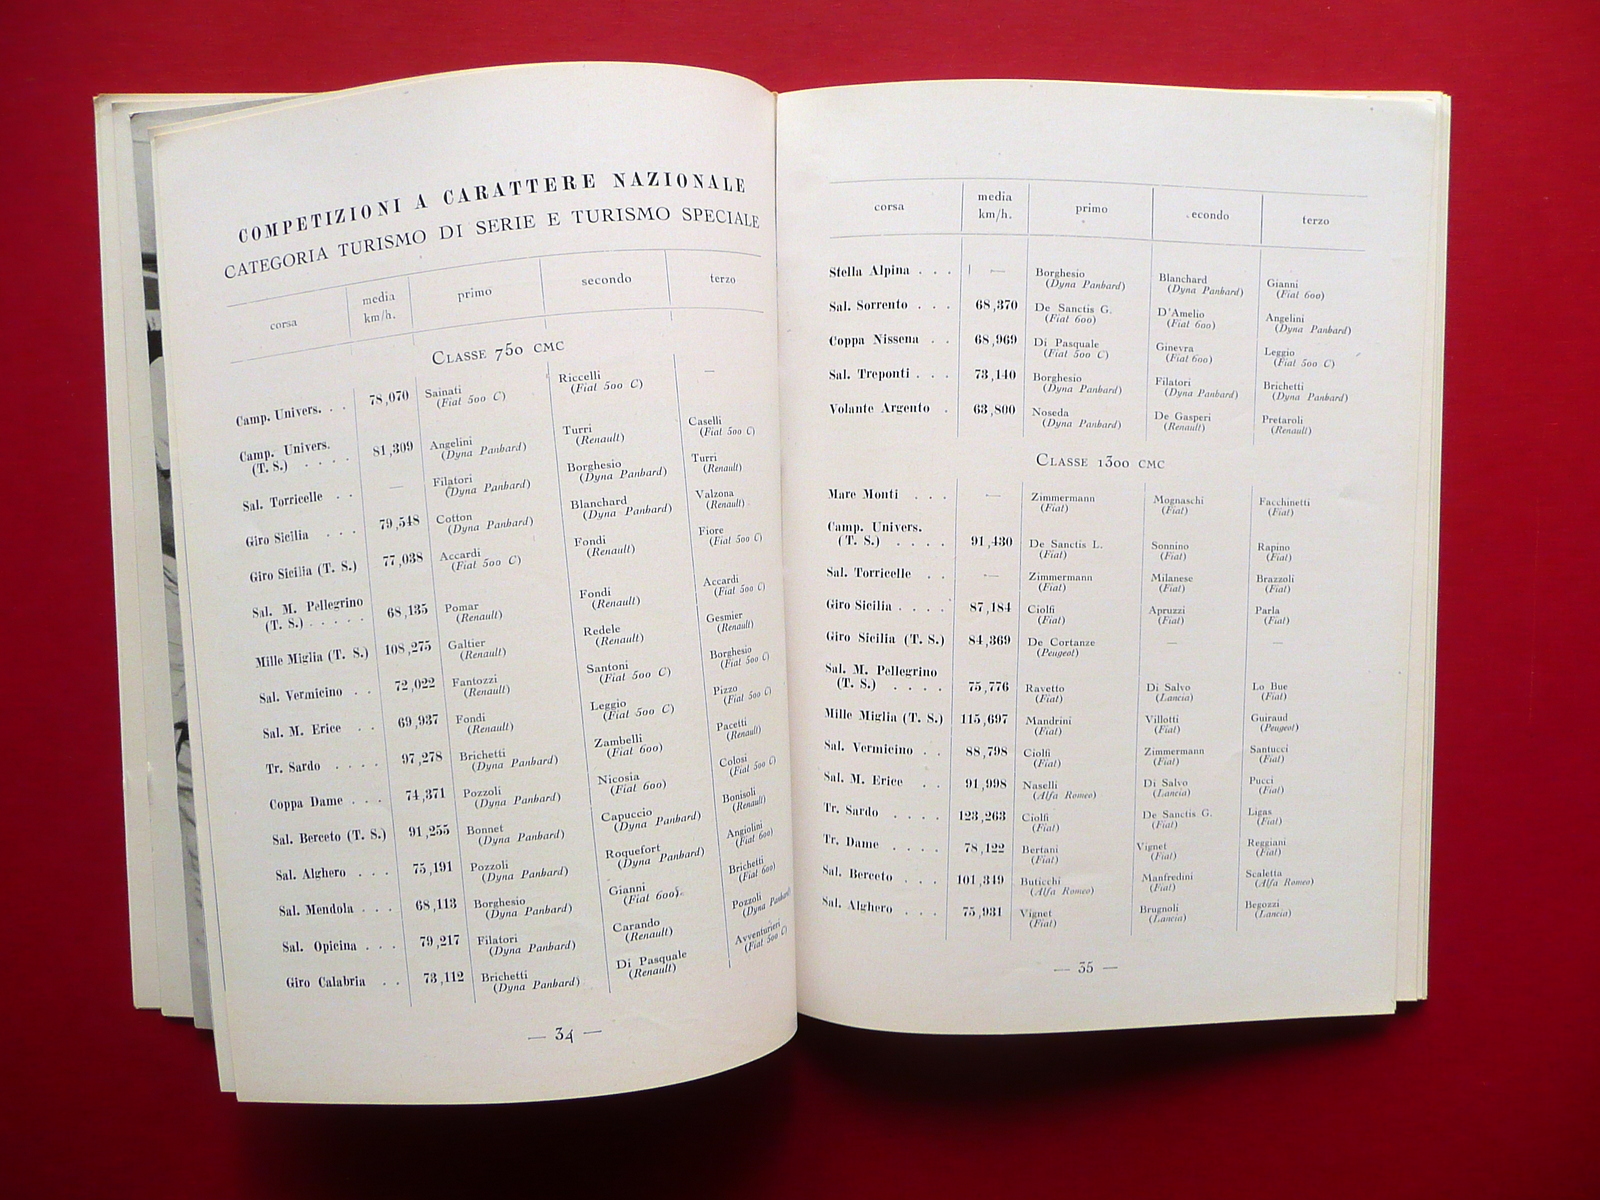 COMPETIZIONI A CARATTERE NAZIONALE
CATEGORIA TURISMO DI SERIE E TURISMO SPECIALE
corsa media km/h. primo secondo terzo
CLASSE 750 CMC
Camp. Univers. . . 78,070 Sainati (Fiat 500 C) Riccelli (Fiat 500 C) —
Camp. Univers. (T. S.) . . . . 81,309 Angelini (Dyna Panhard) Turri (Renault) Caselli (Fiat 500 C)
Sal. Torricelle . . — Filatori (Dyna Panhard) Borghesio (Dyna Panhard) Turri (Renault)
Giro Sicilia . . . 79,548 Cotton (Dyna Panhard) Blanchard (Dyna Panhard) Valzona (Renault)
Giro Sicilia (T. S.) 77,038 Accardi (Fiat 500 C) Fondi (Renault) Fiore (Fiat 500 C)
Sal. M. Pellegrino (T. S.) . . . . . 68,135 Pomar (Renault) Fondi (Renault) Accardi (Fiat 500 C)
Mille Miglia (T. S.) 108,275 Galtier (Renault) Redele (Renault) Gesmier (Renault)
Sal. Vermicino . . 72,022 Fantozzi (Renault) Santoni (Fiat 500 C) Borghesio (Fiat 500 C)
Sal. M. Erice . . 69,937 Fondi (Renault) Leggio (Fiat 500 C) Pizzo (Fiat 500 C)
Tr. Sardo . . . . 97,278 Brichetti (Dyna Panhard) Zambelli (Fiat 600) Pacetti (Renault)
Coppa Dame . . . 74,371 Pozzoli (Dyna Panhard) Nicosia (Fiat 600) Colosi (Fiat 500 C)
Sal. Berceto (T. S.) 91,255 Bonnet (Dyna Panhard) Capuccio (Dyna Panhard) Bonisoli (Renault)
Sal. Alghero . . . 75,191 Pozzoli (Dyna Panhard) Roquefort (Dyna Panhard) Angiolini (Fiat 600)
Sal. Mendola . . . 68,113 Borghesio (Dyna Panhard) Gianni (Fiat 600) Brichetti (Fiat 600)
Sal. Opicina . . . 79,217 Filatori (Dyna Panhard) Carando (Renault) Pozzoli (Dyna Panhard)
Giro Calabria . . 73,112 Brichetti (Dyna Panhard) Di Pasquale (Renault) Avventurieri (Fiat 500 C)
— 34 —
corsa media km/h. primo econdo terzo
Stella Alpina . . . — Borghesio (Dyna Panhard) Blanchard (Dyna Panhard) Gianni (Fiat 600)
Sal. Sorrento . . . 68,370 De Sanctis G. (Fiat 600) D'Amelio (Fiat 600) Angelini (Dyna Panhard)
Coppa Nissena . . 68,969 Di Pasquale (Fiat 500 C) Ginevra (Fiat 600) Leggio (Fiat 500 C)
Sal. Treponti . . . 73,140 Borghesio (Dyna Panhard) Filatori (Dyna Panhard) Brichetti (Dyna Panhard)
Volante Argento . 63,800 Noseda (Dyna Panhard) De Gasperi (Renault) Pretaroli (Renault)
CLASSE 1300 CMC
Mare Monti . . . — Zimmermann (Fiat) Mognaschi (Fiat) Facchinetti (Fiat)
Camp. Univers. (T. S.) . . . . 91,430 De Sanctis L. (Fiat) Sonnino (Fiat) Rapino (Fiat)
Sal. Torricelle . . — Zimmermann (Fiat) Milanese (Fiat) Brazzoli (Fiat)
Giro Sicilia . . . . 87,184 Ciolfi (Fiat) Apruzzi (Fiat) Parla (Fiat)
Giro Sicilia (T. S.) 84,369 De Cortanze (Peugeot) — —
Sal. M. Pellegrino (T. S.) . . . . 75,776 Ravetto (Fiat) Di Salvo (Lancia) Lo Bue (Fiat)
Mille Miglia (T. S.) 115,697 Mandrini (Fiat) Villotti (Fiat) Guiraud (Peugeot)
Sal. Vermicino . . 88,798 Ciolfi (Fiat) Zimmermann (Fiat) Santucci (Fiat)
Sal. M. Erice . . 91,998 Naselli (Alfa Romeo) Di Salvo (Lancia) Pucci (Fiat)
Tr. Sardo . . . . 123,263 Ciolfi (Fiat) De Sanctis G. (Fiat) Ligas (Fiat)
Tr. Dame . . . . 78,122 Bertani (Fiat) Vignet (Fiat) Reggiani (Fiat)
Sal. Berceto . . . 101,349 Buticchi (Alfa Romeo) Manfredini (Fiat) Scaletta (Alfa Romeo)
Sal. Alghero . . . 75,931 Vignet (Fiat) Brugnoli (Lancia) Begozzi (Lancia)
— 35 —